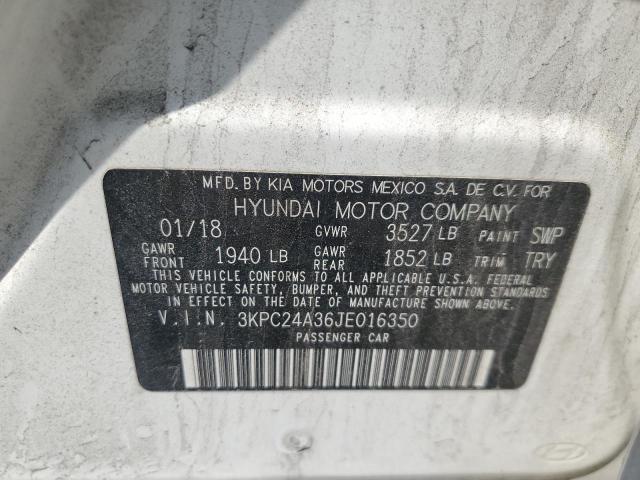 MFD. BY KIA MOTORS MEXICO S.A. DE C.V. FOR
HYUNDAI MOTOR COMPANY
01/18 GVWR 3527 LB PAINT SWP
GAWR FRONT 1940 LB GAWR REAR 1852 LB TRIM TRY
THIS VEHICLE CONFORMS TO ALL APPLICABLE U.S.A. FEDERAL
MOTOR VEHICLE SAFETY, BUMPER, AND THEFT PREVENTION STANDARDS
IN EFFECT ON THE DATE OF MANUFACTURE SHOWN ABOVE.
V.I.N. 3KPC24A36JE016350
PASSENGER CAR